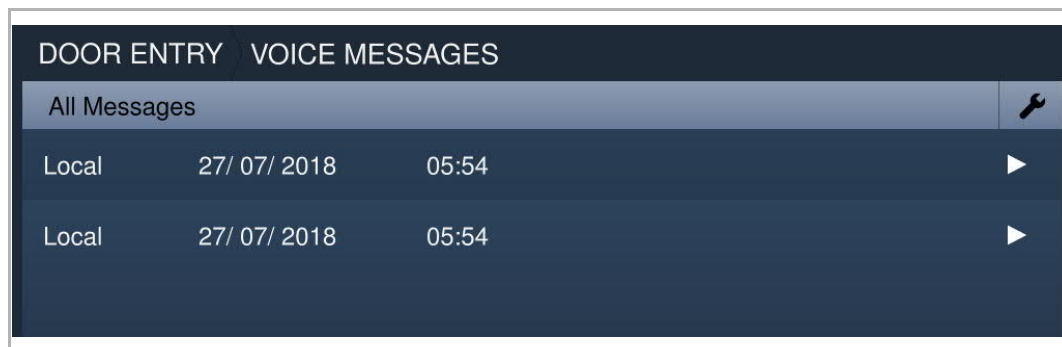 DOOR ENTRY VOICE MESSAGES
All Messages
Local 27/ 07/ 2018 05:54
Local 27/ 07/ 2018 05:54